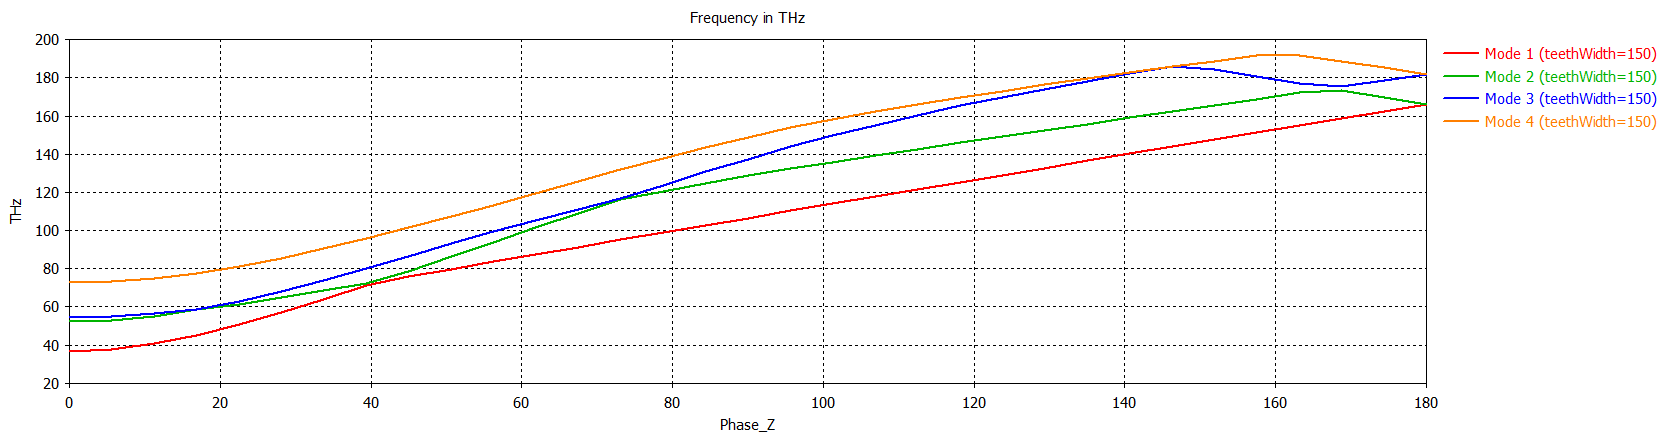 Frequency in THz
200
180
160
140
120
100
80
60
40
20
THz
0
20
40
60
80
100
120
140
160
180
Phase_Z
Mode 1 (teethWidth=150)
Mode 2 (teethWidth=150)
Mode 3 (teethWidth=150)
Mode 4 (teethWidth=150)